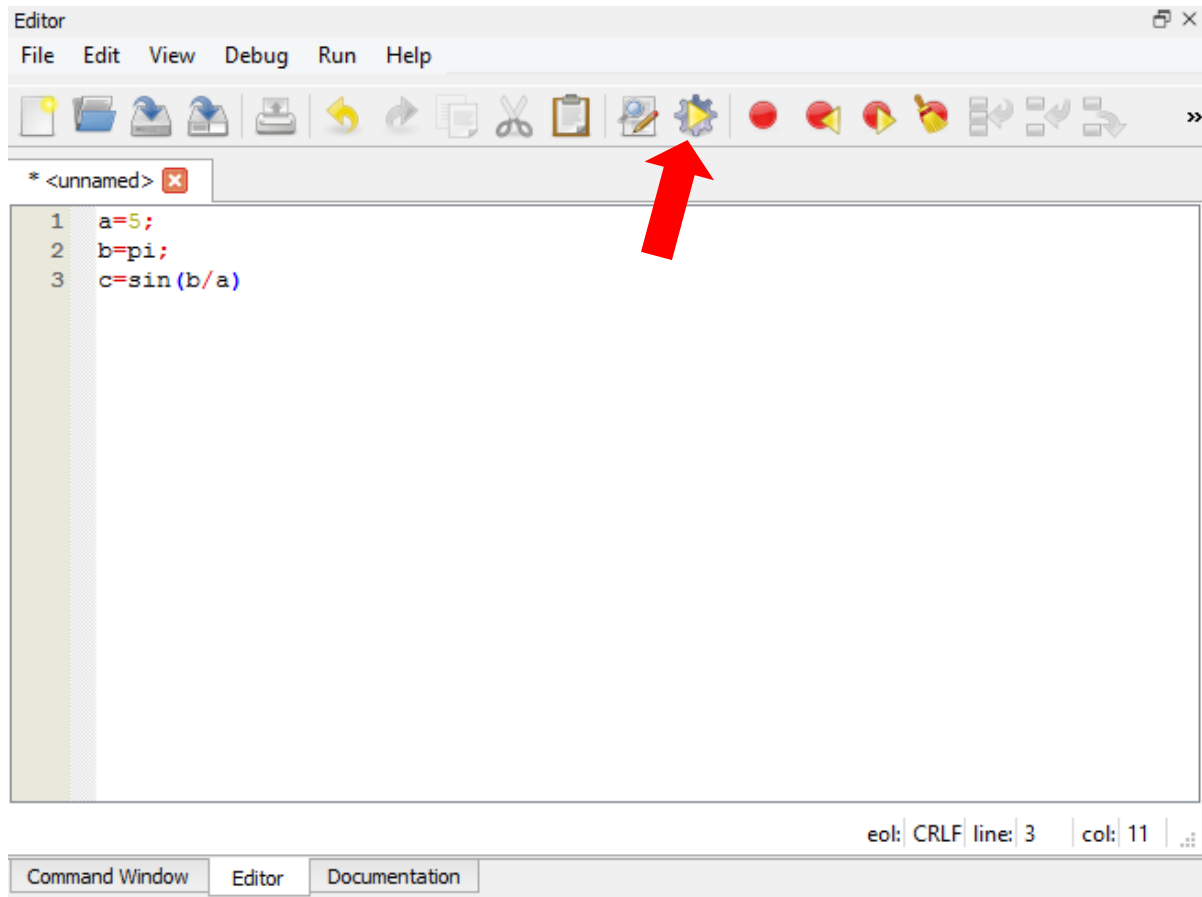 Editor
File Edit View Debug Run Help
* <unnamed>
1 a=5;
2 b=pi;
3 c=sin(b/a)
eol: CRLF line: 3 col: 11
Command Window Editor Documentation